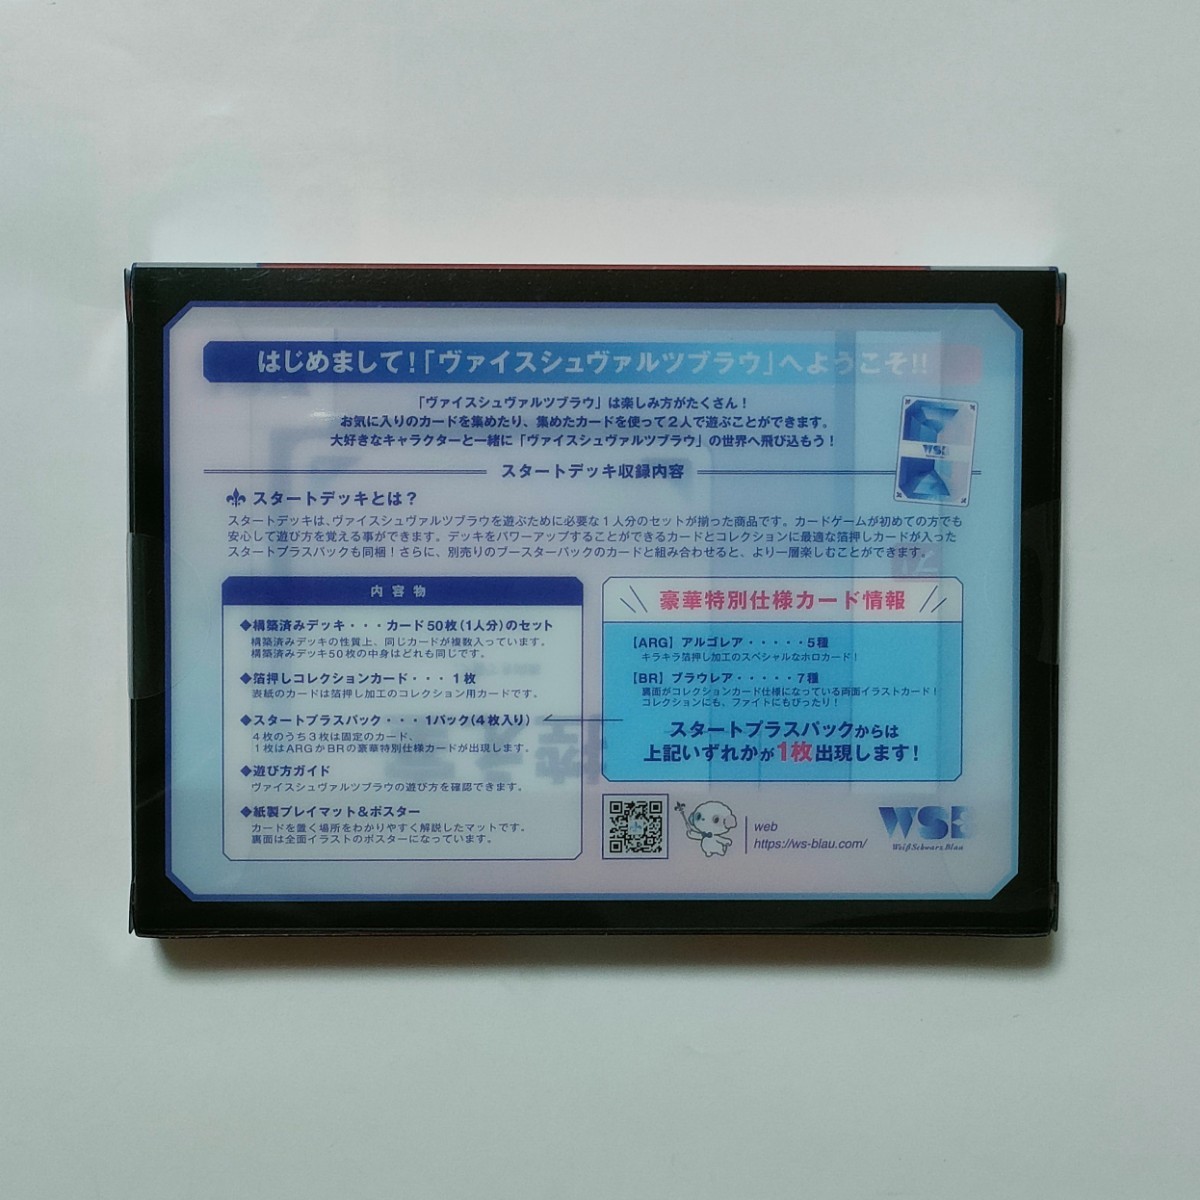 はじめまして!「ヴァイスシュヴァルツブラウ」へようこそ!!
「ヴァイスシュヴァルツブラウ」は楽しみ方がたくさん!
お気に入りのカードを集めたり、集めたカードを使って2人で遊ぶことができます。
大好きなキャラクターと一緒に「ヴァイスシュヴァルツブラウ」の世界へ飛び込もう!
スタートデッキ収録内容
スタートデッキとは?
スタートデッキは、ヴァイスシュヴァルツブラウを遊ぶために必要な1人分のセットが揃った商品です。カードゲームが初めての方でも
安心して遊び方を覚える事ができます。デッキをパワーアップすることができるカードとコレクションに最適な箔押しカードが入った
スタートプラスパックも同梱!さらに、別売りのブースターパックのカードと組み合わせると、より一層楽しむことができます。
内容物
◆構築済みデッキ・・・カード50枚(1人分)のセット
構築済みデッキの性質上、同じカードが複数入っています。
構築済みデッキ50枚の中身はどれも同じです。
◆箔押しコレクションカード・・・1枚
表紙のカードは箔押し加工のコレクション用カードです。
◆スタートプラスパック・・・1パック(4枚入り)
4枚のうち3枚は固定のカード、
1枚はARGかBRの豪華特別仕様カードが出現します。
◆遊び方ガイド
ヴァイスシュヴァルツブラウの遊び方を確認できます。
◆紙製プレイマット&ポスター
カードを置く場所をわかりやすく解説したマットです。
裏面は全面イラストのポスターになっています。
豪華特別仕様カード情報
【ARG】アルゴレア・・・・・5種
キラキラ箔押し加工のスペシャルなホロカード!
【BR】ブラウレア・・・・・7種
裏面がコレクションカード仕様になっている両面イラストカード!
コレクションにも、ファイトにもぴったり!
スタートプラスパックからは
上記いずれかが1枚出現します!
web
https://ws-blau.com/
WSB
Weiß Schwarz Blau